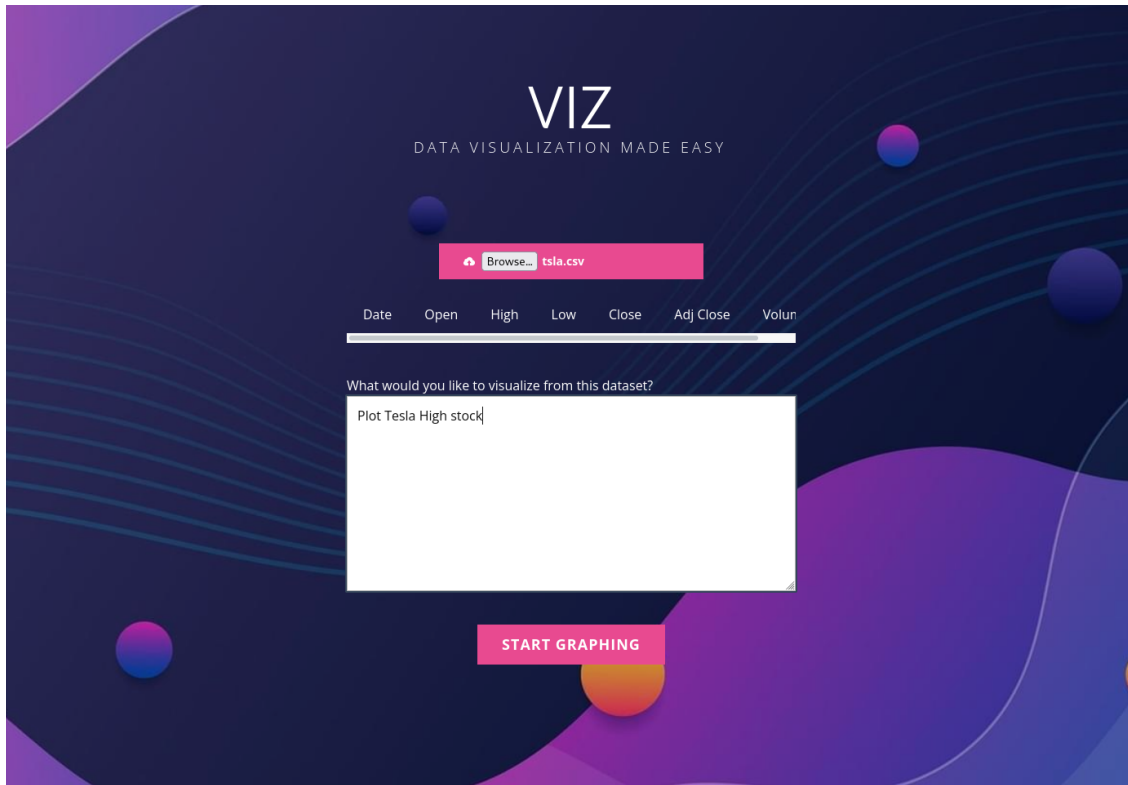 VIZ
DATA VISUALIZATION MADE EASY
Browse... tsla.csv
Date Open High Low Close Adj Close Volum
What would you like to visualize from this dataset?
Plot Tesla High stock
START GRAPHING